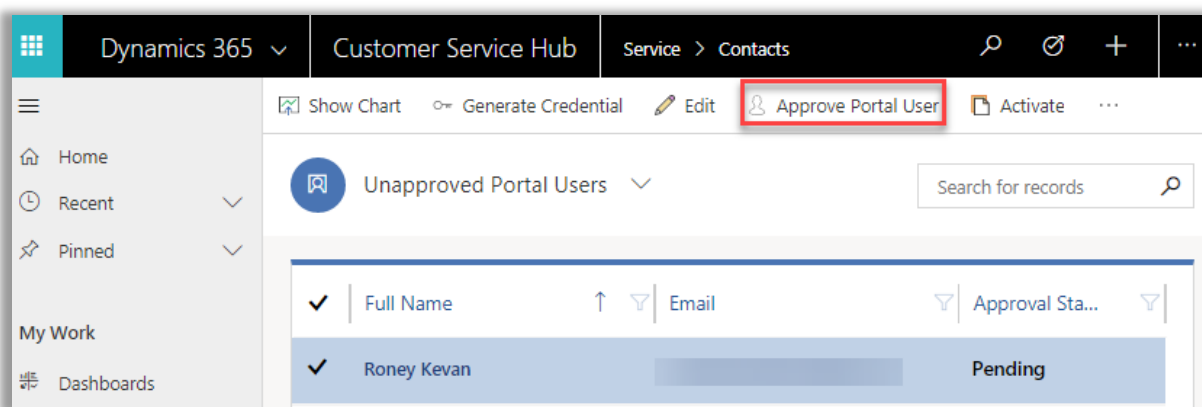 Dynamics 365 Customer Service Hub Service > Contacts ...
Show Chart Generate Credential Edit Approve Portal User Activate ...
Home
Recent
Pinned
My Work
Dashboards
Unapproved Portal Users
Search for records
Full Name Email Approval Sta...
Roney Kevan Pending